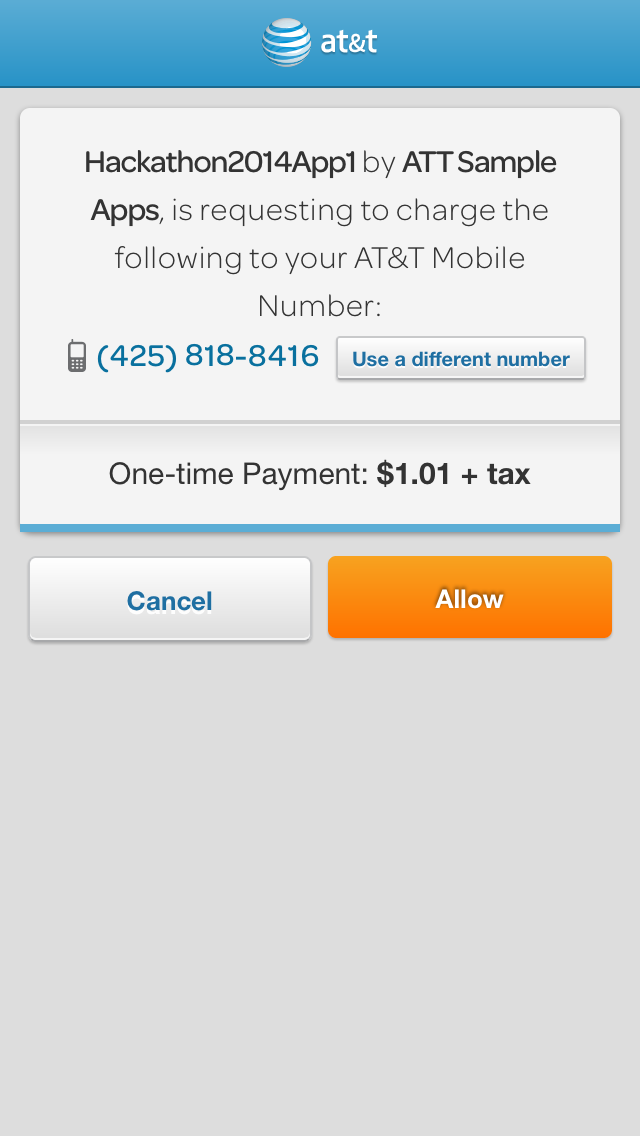 at&t
Hackathon2014App1 by ATT Sample
Apps, is requesting to charge the
following to your AT&T Mobile
Number:
(425) 818-8416 Use a different number
One-time Payment: $1.01 + tax
Cancel Allow